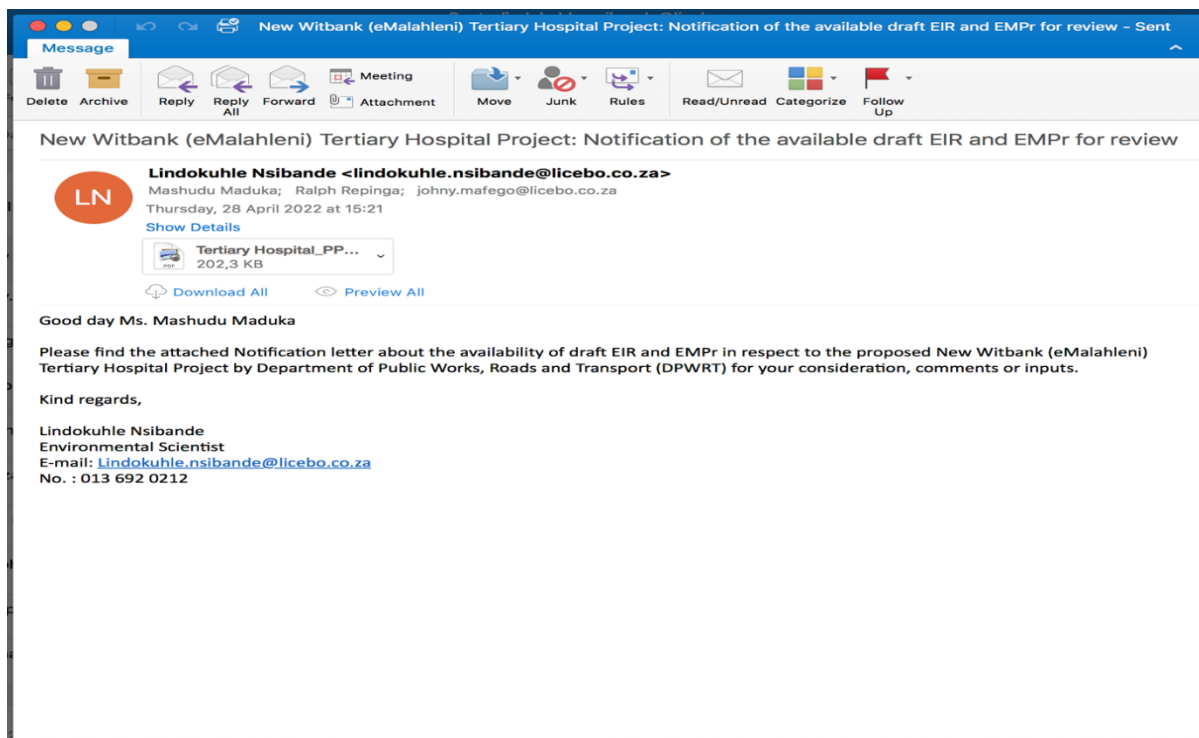 New Witbank (eMalahleni) Tertiary Hospital Project: Notification of the available draft EIR and EMPr for review – Sent
Message
Delete Archive Reply Reply All Forward Meeting Attachment Move Junk Rules Read/Unread Categorize Follow Up
New Witbank (eMalahleni) Tertiary Hospital Project: Notification of the available draft EIR and EMPr for review
LN
Lindokuhle Nsibande <lindokuhle.nsibande@licebo.co.za>
Mashudu Maduka; Ralph Repinga; johny.mafego@licebo.co.za
Thursday, 28 April 2022 at 15:21
Show Details
Tertiary Hospital_PP...
PDF 202,3 KB
Download All Preview All
Good day Ms. Mashudu Maduka
Please find the attached Notification letter about the availability of draft EIR and EMPr in respect to the proposed New Witbank (eMalahleni)
Tertiary Hospital Project by Department of Public Works, Roads and Transport (DPWRT) for your consideration, comments or inputs.
Kind regards,
Lindokuhle Nsibande
Environmental Scientist
E-mail: Lindokuhle.nsibande@licebo.co.za
No. : 013 692 0212